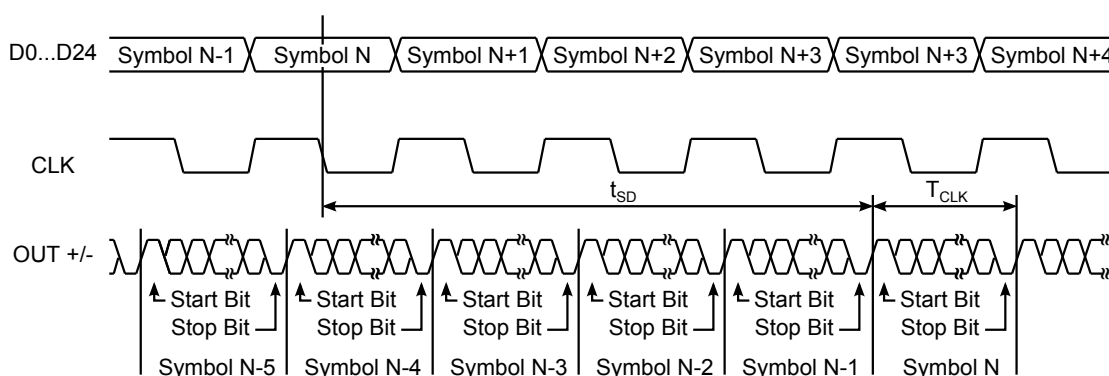 D0...D24 Symbol N-1 Symbol N Symbol N+1 Symbol N+2 Symbol N+3 Symbol N+3 Symbol N+4
CLK
tSD TCLK
OUT +/-
Start Bit Start Bit Start Bit Start Bit Start Bit Start Bit
Stop Bit Stop Bit Stop Bit Stop Bit Stop Bit Stop Bit
Symbol N-5 Symbol N-4 Symbol N-3 Symbol N-2 Symbol N-1 Symbol N